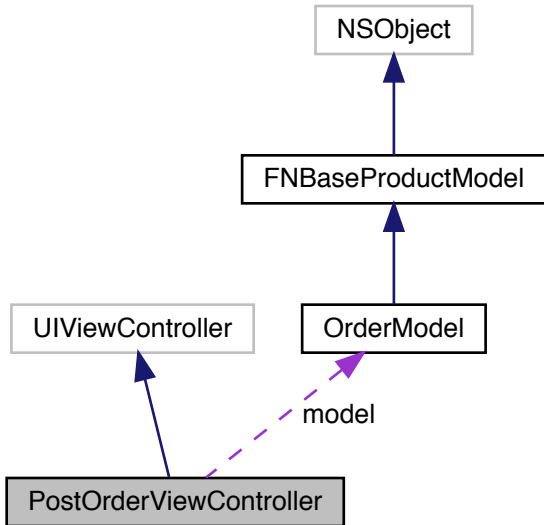 NSObject
FNBaseProductModel
UIViewController
OrderModel
model
PostOrderViewController